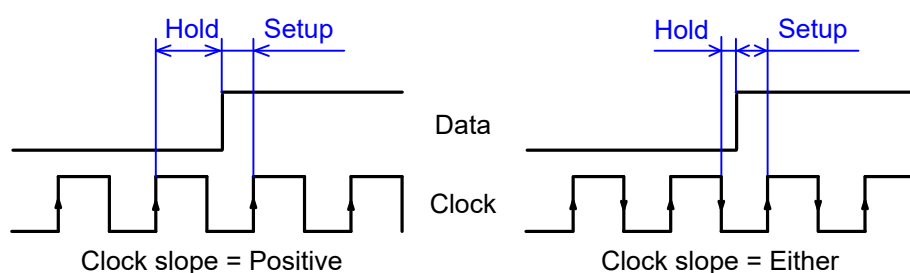 Hold Setup
Hold Setup
Data
Clock
Clock slope = Positive
Clock slope = Either